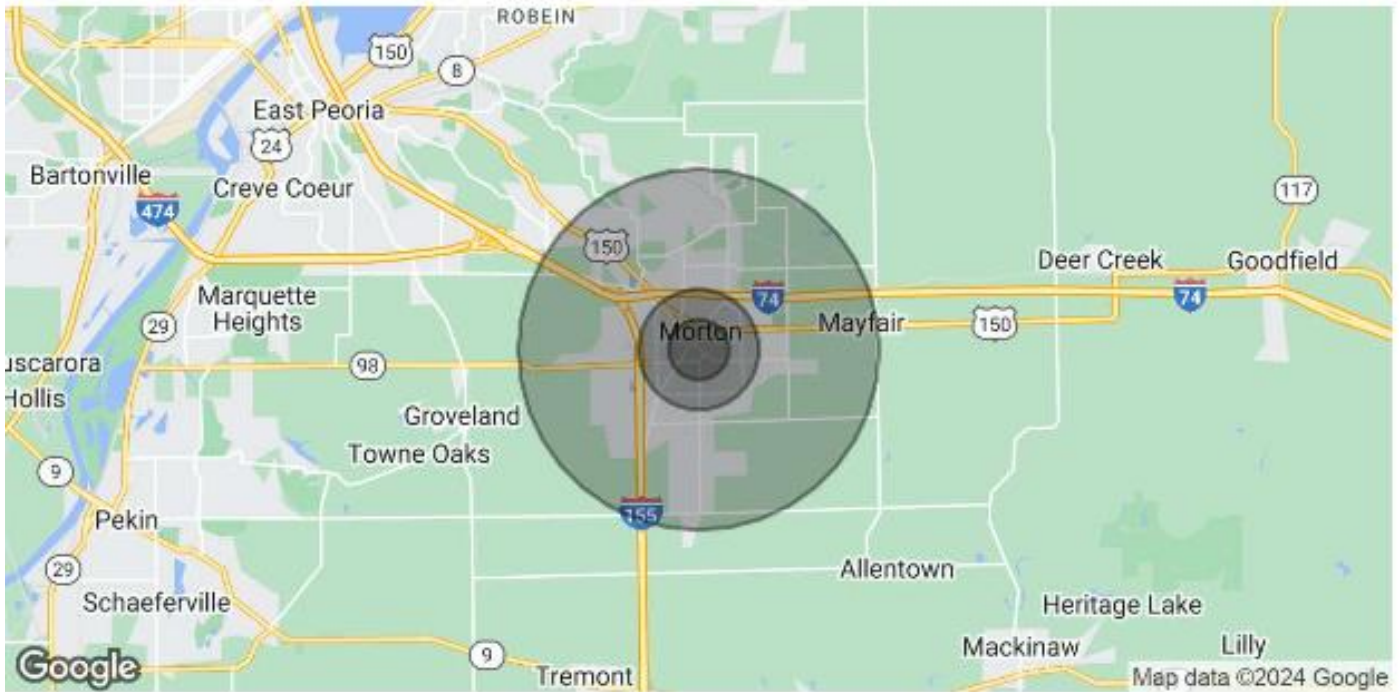 ROBEIN
150
8
East Peoria
24
Bartonville
Creve Coeur
117
474
150
Deer Creek
Goodfield
Marquette
Heights
74
74
29
Morton
Mayfair
150
uscarora
98
Hollis
Groveland
Towne Oaks
9
155
Pekin
29
Allentown
Schaeferville
Heritage Lake
9
Mackinaw
Lilly
Google
Tremont
Map data ©2024 Google